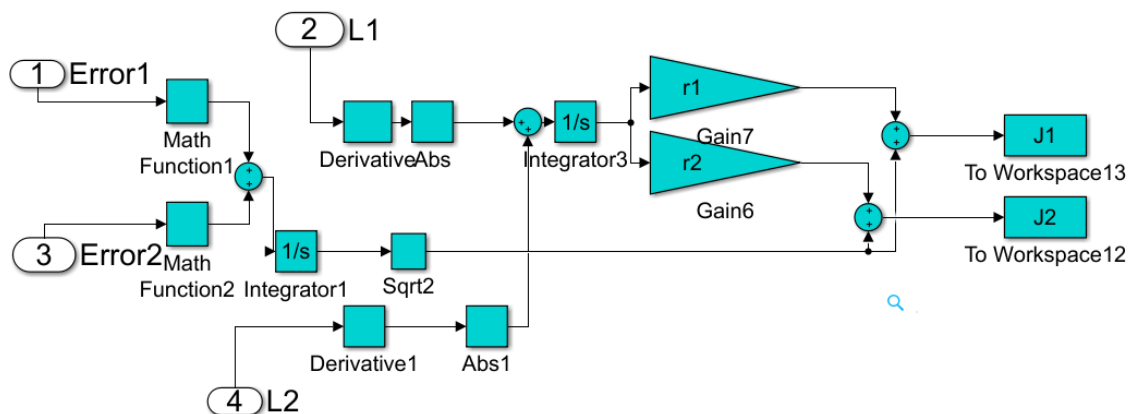 2 L1
1 Error1
r1
Math
Function1
Derivative Abs
+
+
1/s
Integrator3
Gain7
+
+
J1
To Workspace13
+
+
r2
Gain6
+
+
J2
To Workspace12
3 Error2
Math
Function2
1/s
Integrator1
Sqrt2
Derivative1
Abs1
4 L2